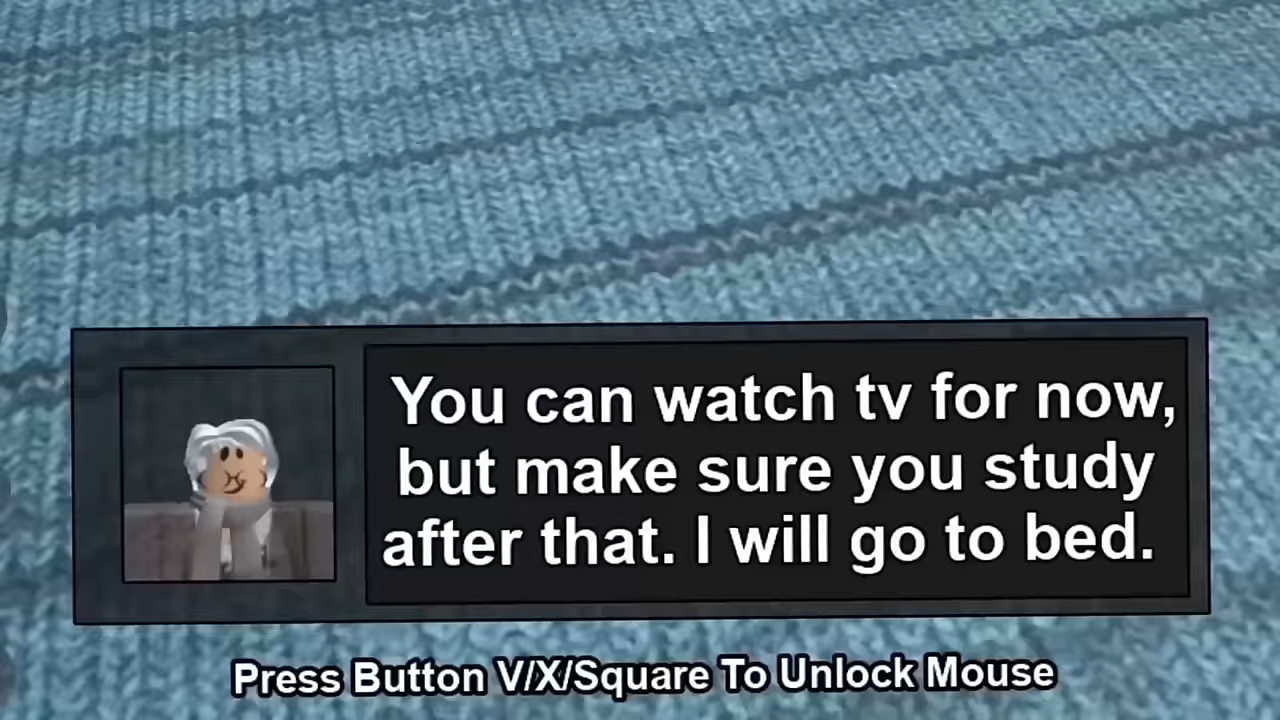 You can watch tv for now,
but make sure you study
after that. I will go to bed.
Press Button V/X/Square To Unlock Mouse